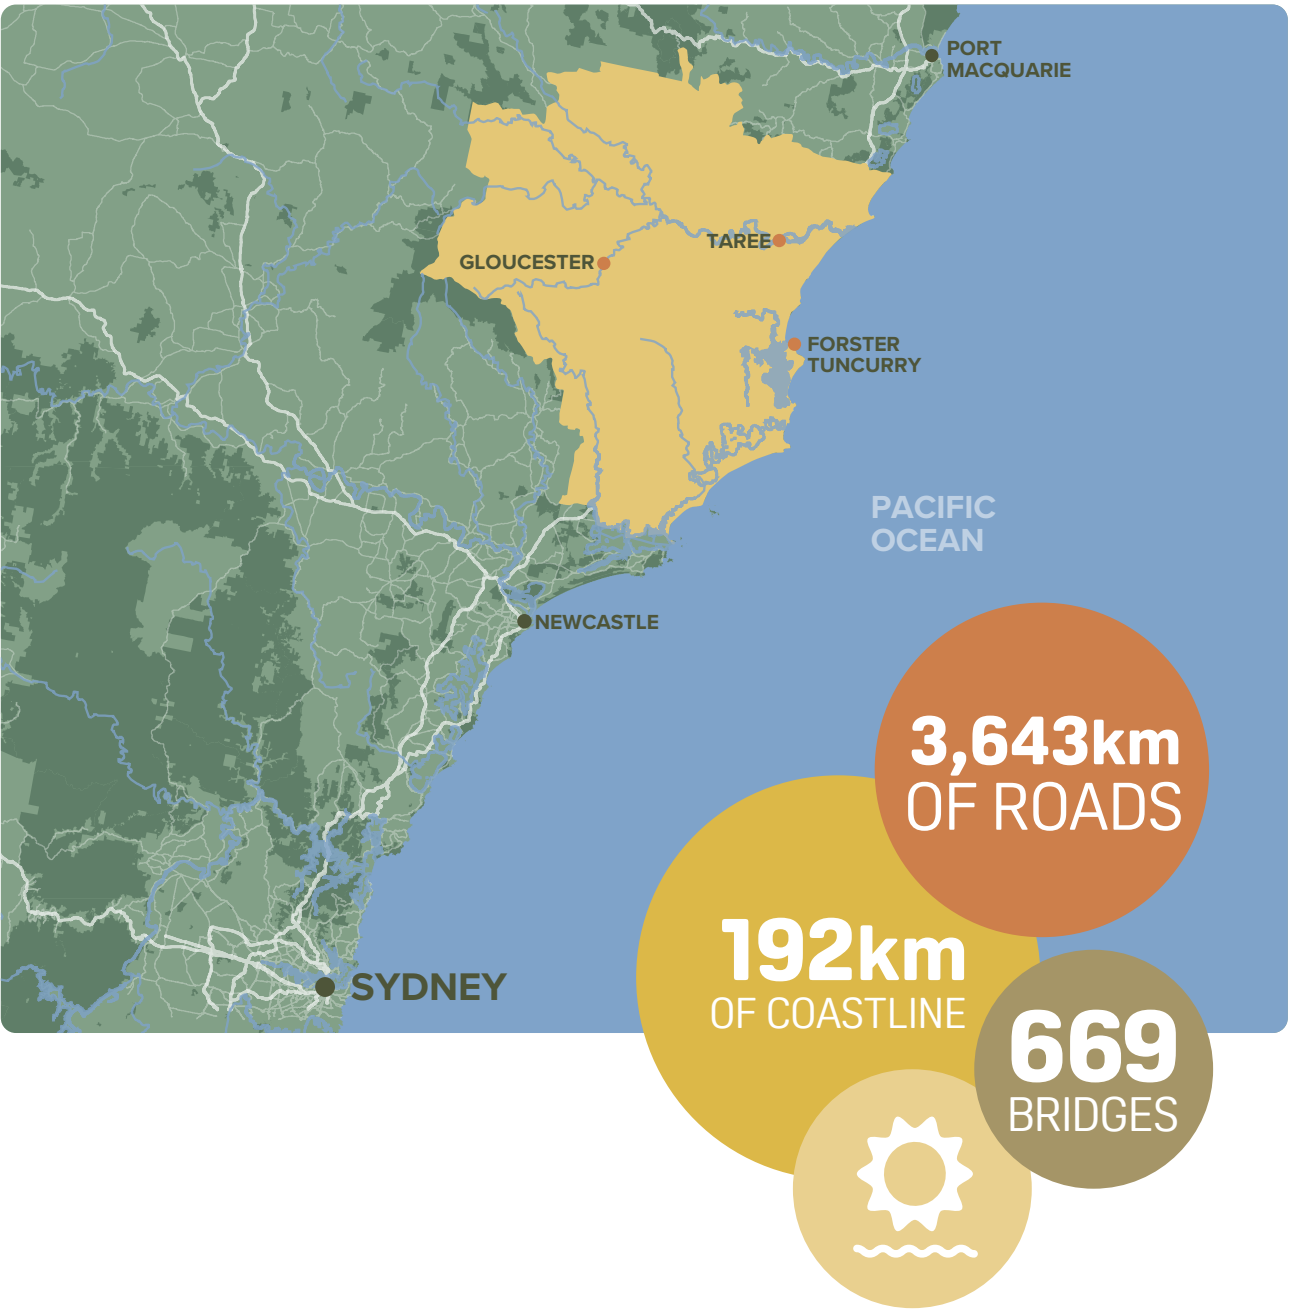 PORT
MACQUARIE
TAREE
GLOUCESTER
FORSTER
TUNCURRY
PACIFIC
OCEAN
NEWCASTLE
3,643km
OF ROADS
192km
OF COASTLINE
SYDNEY
669
BRIDGES